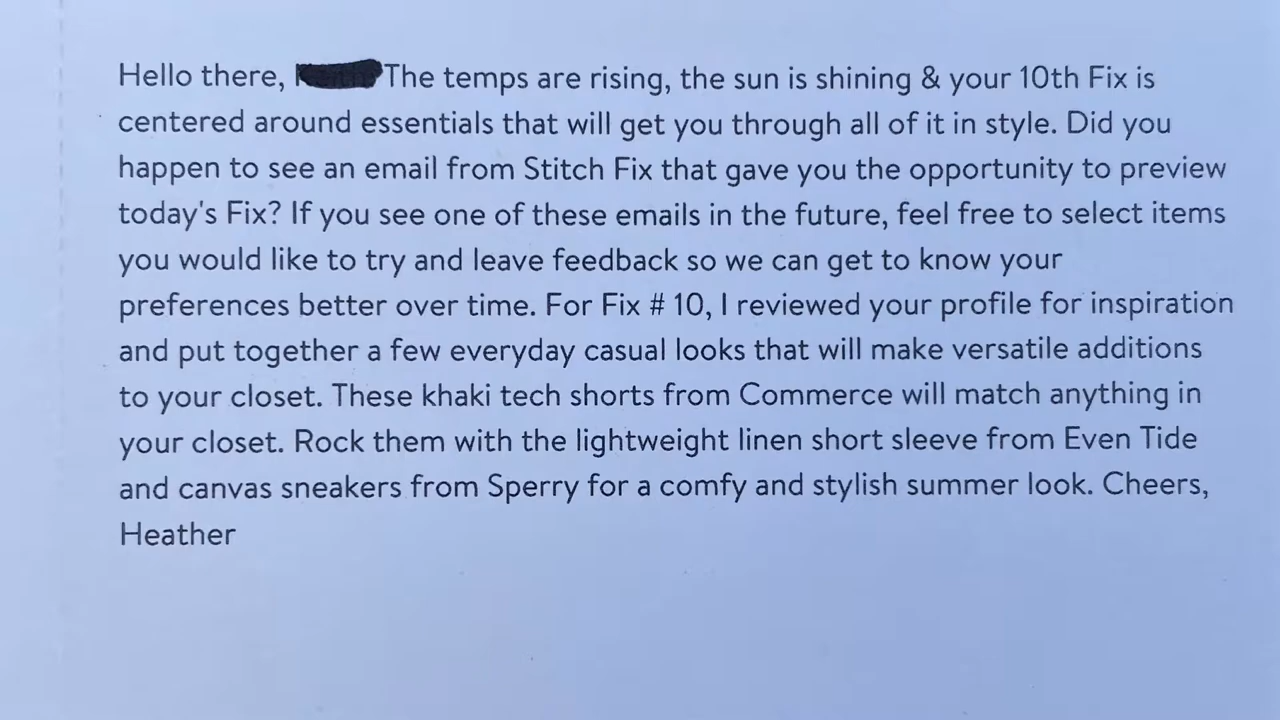 Hello there, The temps are rising, the sun is shining & your 10th Fix is
centered around essentials that will get you through all of it in style. Did you
happen to see an email from Stitch Fix that gave you the opportunity to preview
today's Fix? If you see one of these emails in the future, feel free to select items
you would like to try and leave feedback so we can get to know your
preferences better over time. For Fix # 10, I reviewed your profile for inspiration
and put together a few everyday casual looks that will make versatile additions
to your closet. These khaki tech shorts from Commerce will match anything in
your closet. Rock them with the lightweight linen short sleeve from Even Tide
and canvas sneakers from Sperry for a comfy and stylish summer look. Cheers,
Heather